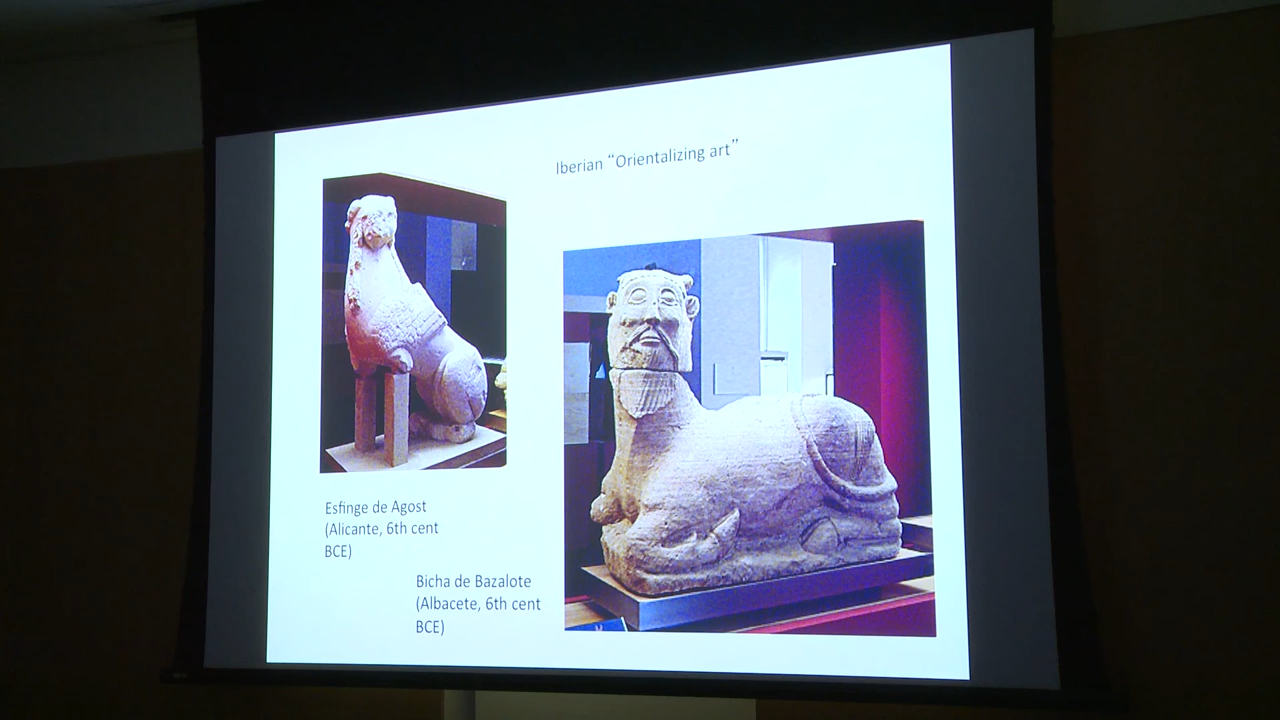 Iberian “Orientalizing art”
Esfinge de Agost
(Alicante, 6th cent
BCE)
Bicha de Bazalote
(Albacete, 6th cent
BCE)